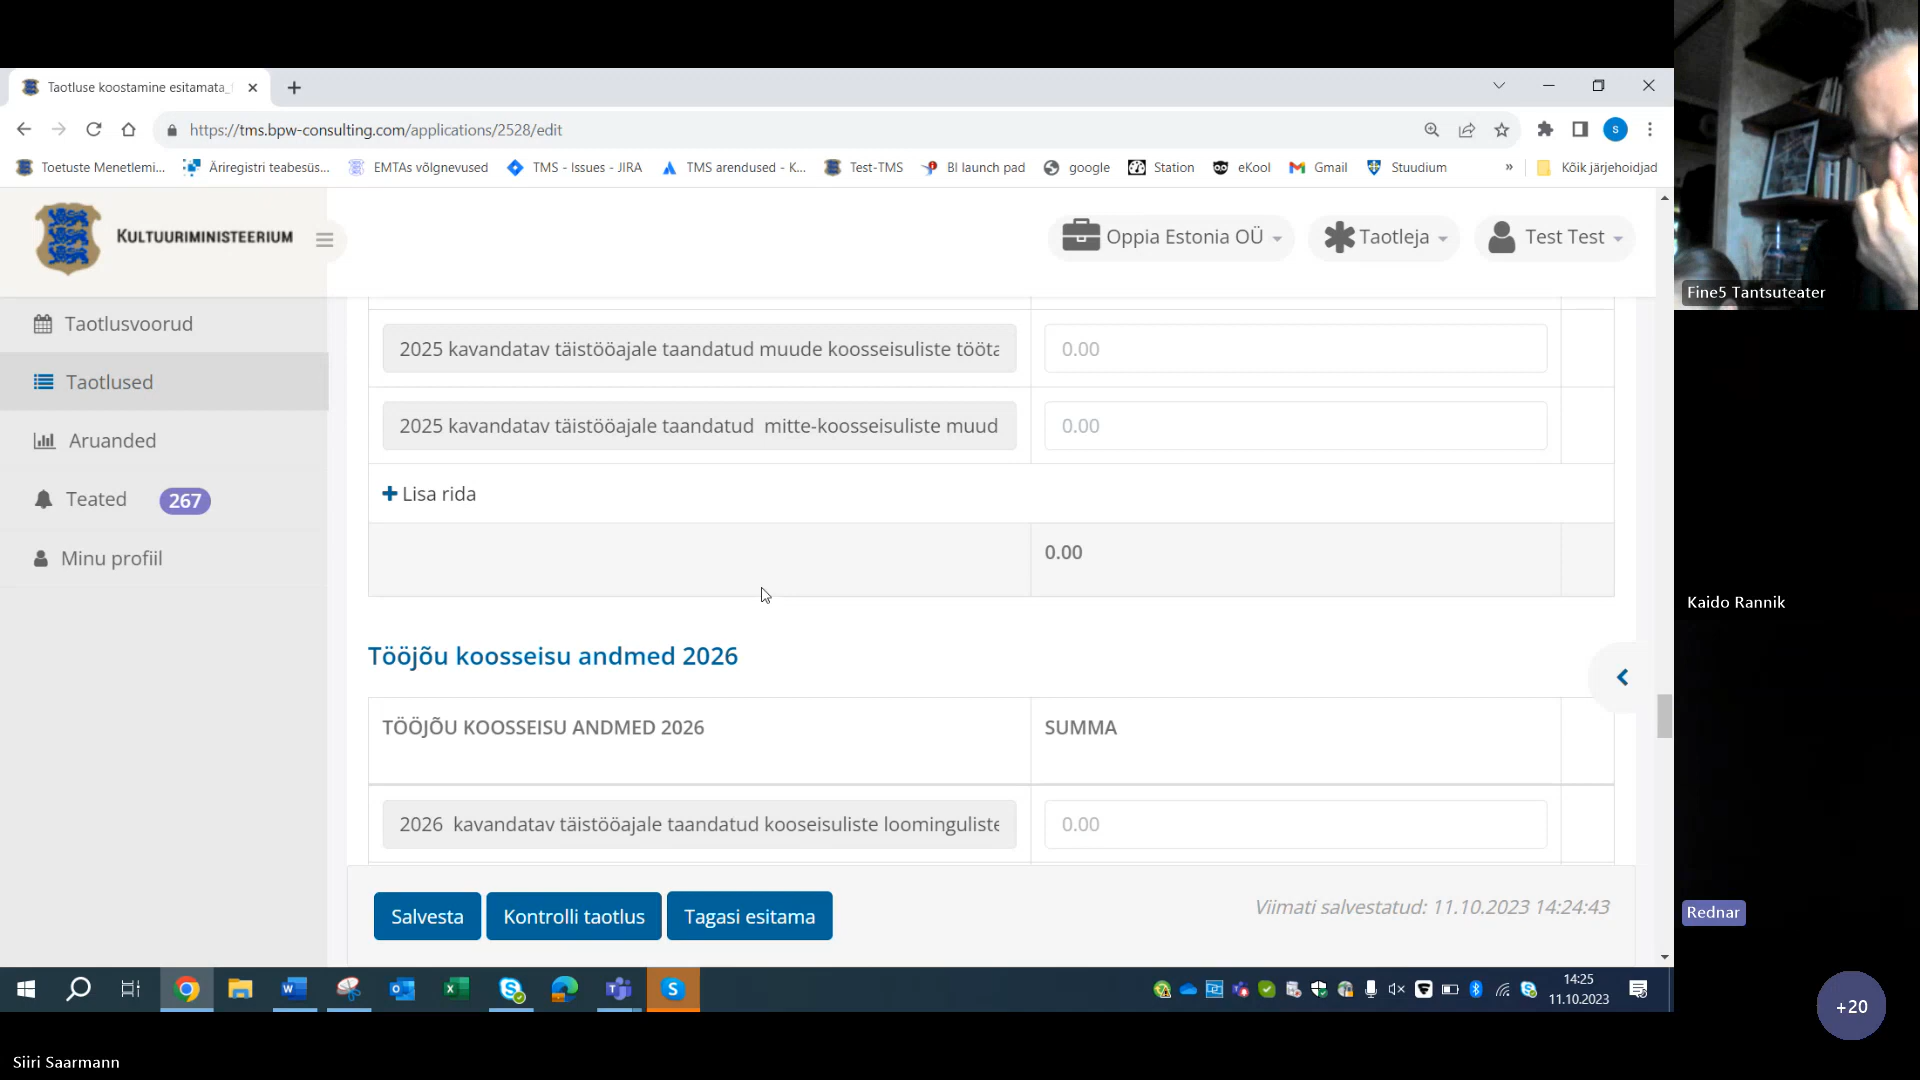 Taotluse koostamine esitamata_
https://tms.bpw-consulting.com/applications/2528/edit
s
Toetuste Menetlemi...
Äriregistri teabesüs...
EMTAs võlgnevused
TMS - Issues - JIRA
TMS arendused - K...
Test-TMS
BI launch pad
google
Station
eKool
Gmail
Stuudium
»
Kõik järjehoidjad
KULTUURIMINISTEERIUM
Oppia Estonia OÜ
Taotleja
Test Test
Taotlusvoorud
Taotlused
Aruanded
Teated 267
Minu profiil
2025 kavandatav täistööajale taandatud muude koosseisuliste tööta
0.00
2025 kavandatav täistööajale taandatud  mitte-koosseisuliste muud
0.00
Lisa rida
0.00
Tööjõu koosseisu andmed 2026
TÖÖJÕU KOOSSEISU ANDMED 2026
SUMMA
2026  kavandatav täistööajale taandatud kooseisuliste loominguliste
0.00
Salvesta
Kontrolli taotlus
Tagasi esitama
Viimati salvestatud: 11.10.2023 14:24:43
14:25
11.10.2023
Fine5 Tantsuteater
Kaido Rannik
Rednar
+20
Siiri Saarmann